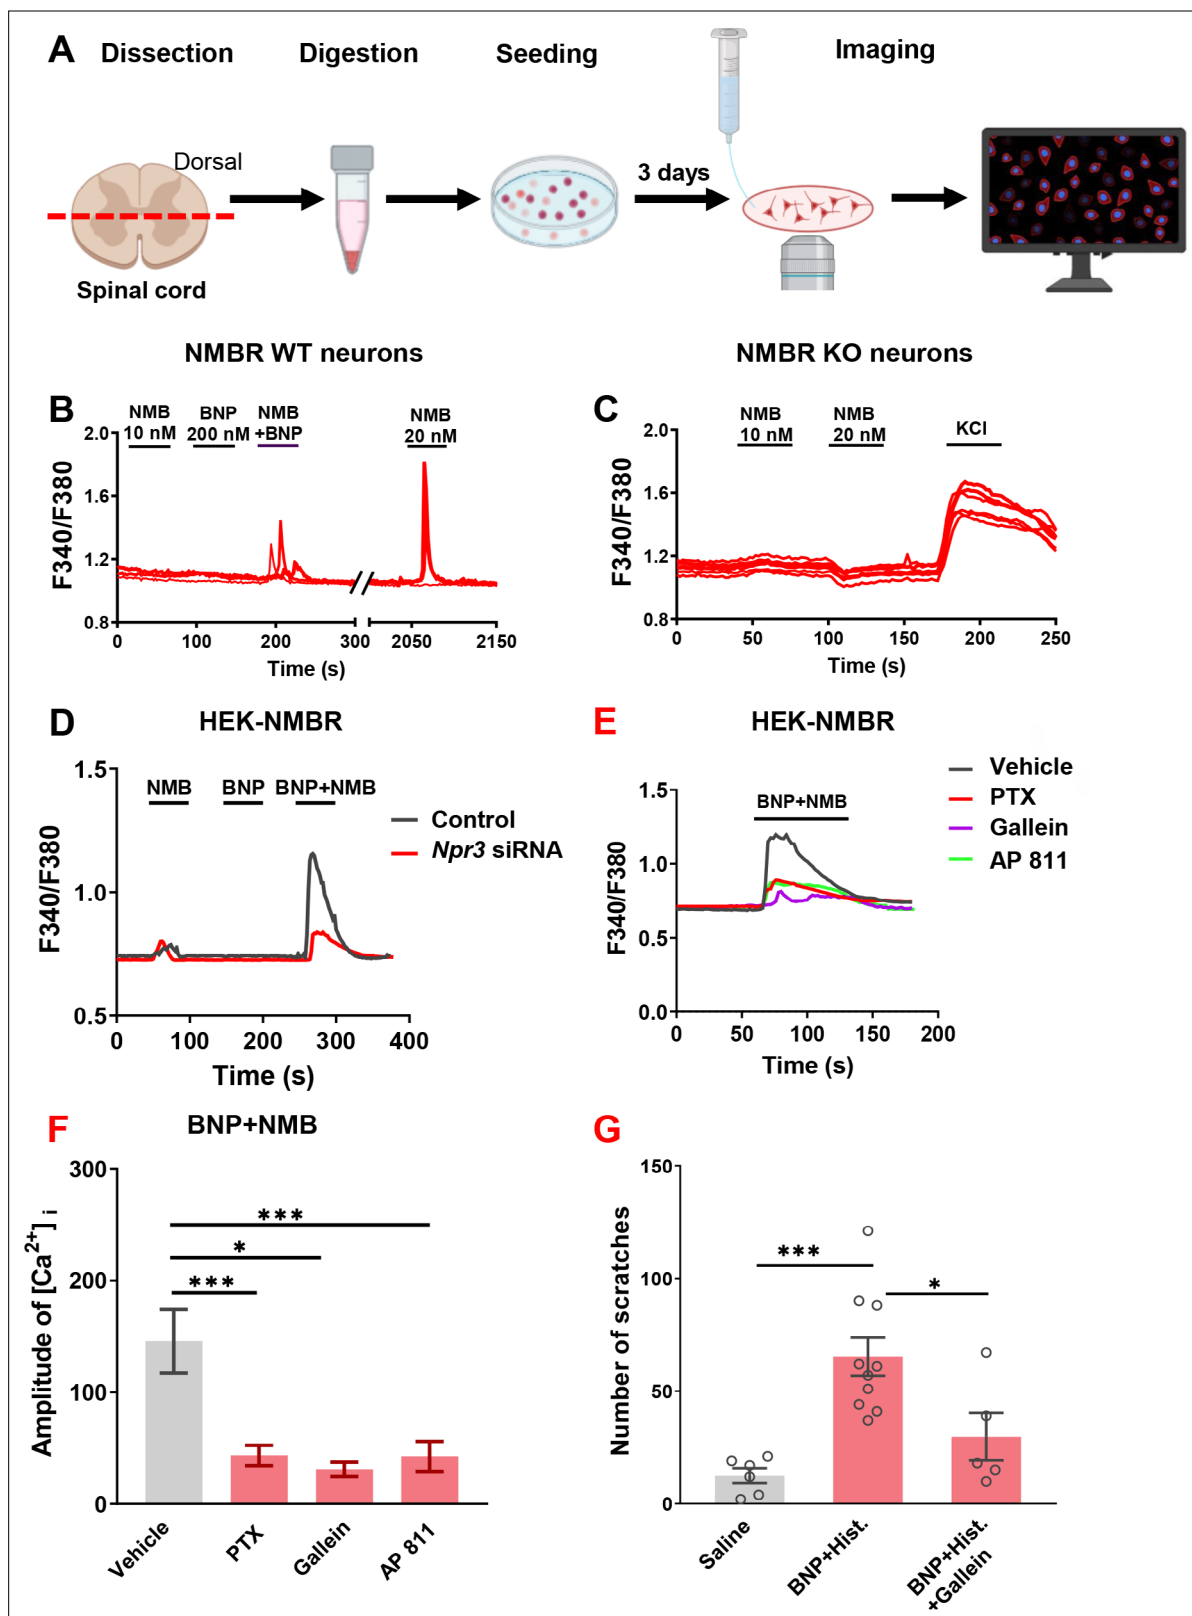 A
Dissection
Digestion
Seeding
Imaging
Dorsal
3 days
Spinal cord
NMBR WT neurons
NMBR KO neurons
B
NMB
10 nM
BNP
200 nM
NMB
+BNP
NMB
20 nM
2.0
1.6
1.2
0.8
F340/F380
0
100
200
300
2050
2150
Time (s)
C
NMB
10 nM
NMB
20 nM
KCl
2.0
1.6
1.2
0.8
F340/F380
0
50
100
150
200
250
Time (s)
D
HEK-NMBR
NMB
BNP
BNP+NMB
Control
Npr3 siRNA
1.5
1.0
0.5
F340/F380
0
100
200
300
400
Time (s)
E
HEK-NMBR
Vehicle
PTX
Gallein
AP 811
BNP+NMB
1.5
1.0
0.5
0.0
F340/F380
0
50
100
150
200
Time (s)
F
BNP+NMB
300
200
100
0
Amplitude of [Ca2+] i
***
*
***
Vehicle
PTX
Gallein
AP 811
G
150
100
50
0
Number of scratches
***
*
Saline
BNP+Hist.
BNP+Hist.
+Gallein